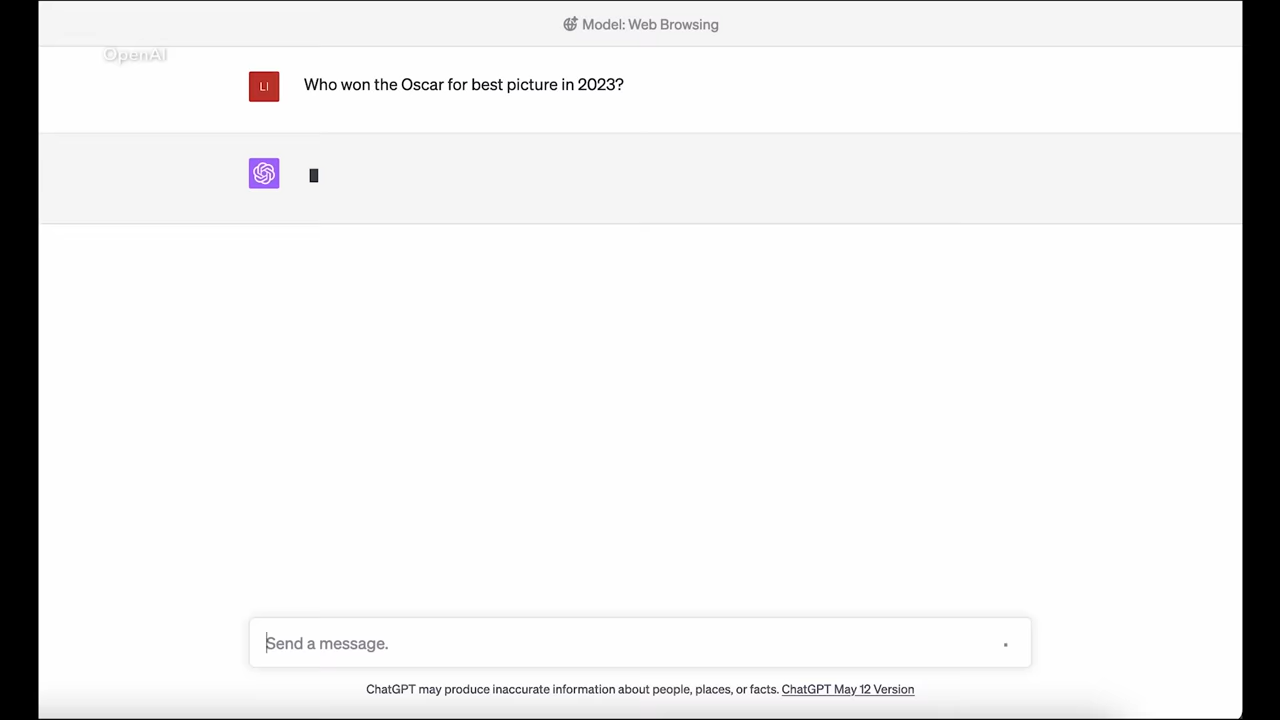 Model: Web Browsing
OpenAI
LI
Who won the Oscar for best picture in 2023?
Send a message.
ChatGPT may produce inaccurate information about people, places, or facts. ChatGPT May 12 Version